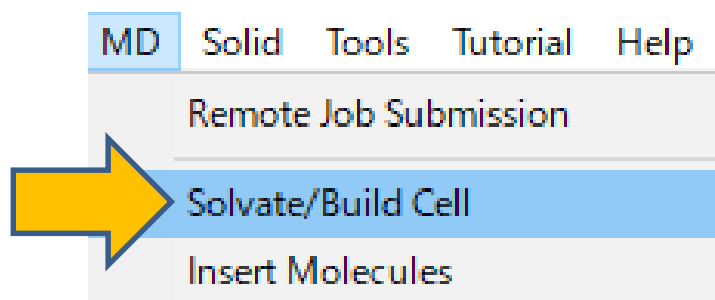 MD Solid Tools Tutorial Help
Remote Job Submission
Solvate/Build Cell
Insert Molecules